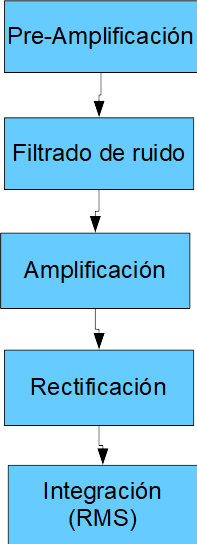 Pre-Amplificación
Filtrado de ruido
Amplificación
Rectificación
Integración
(RMS)